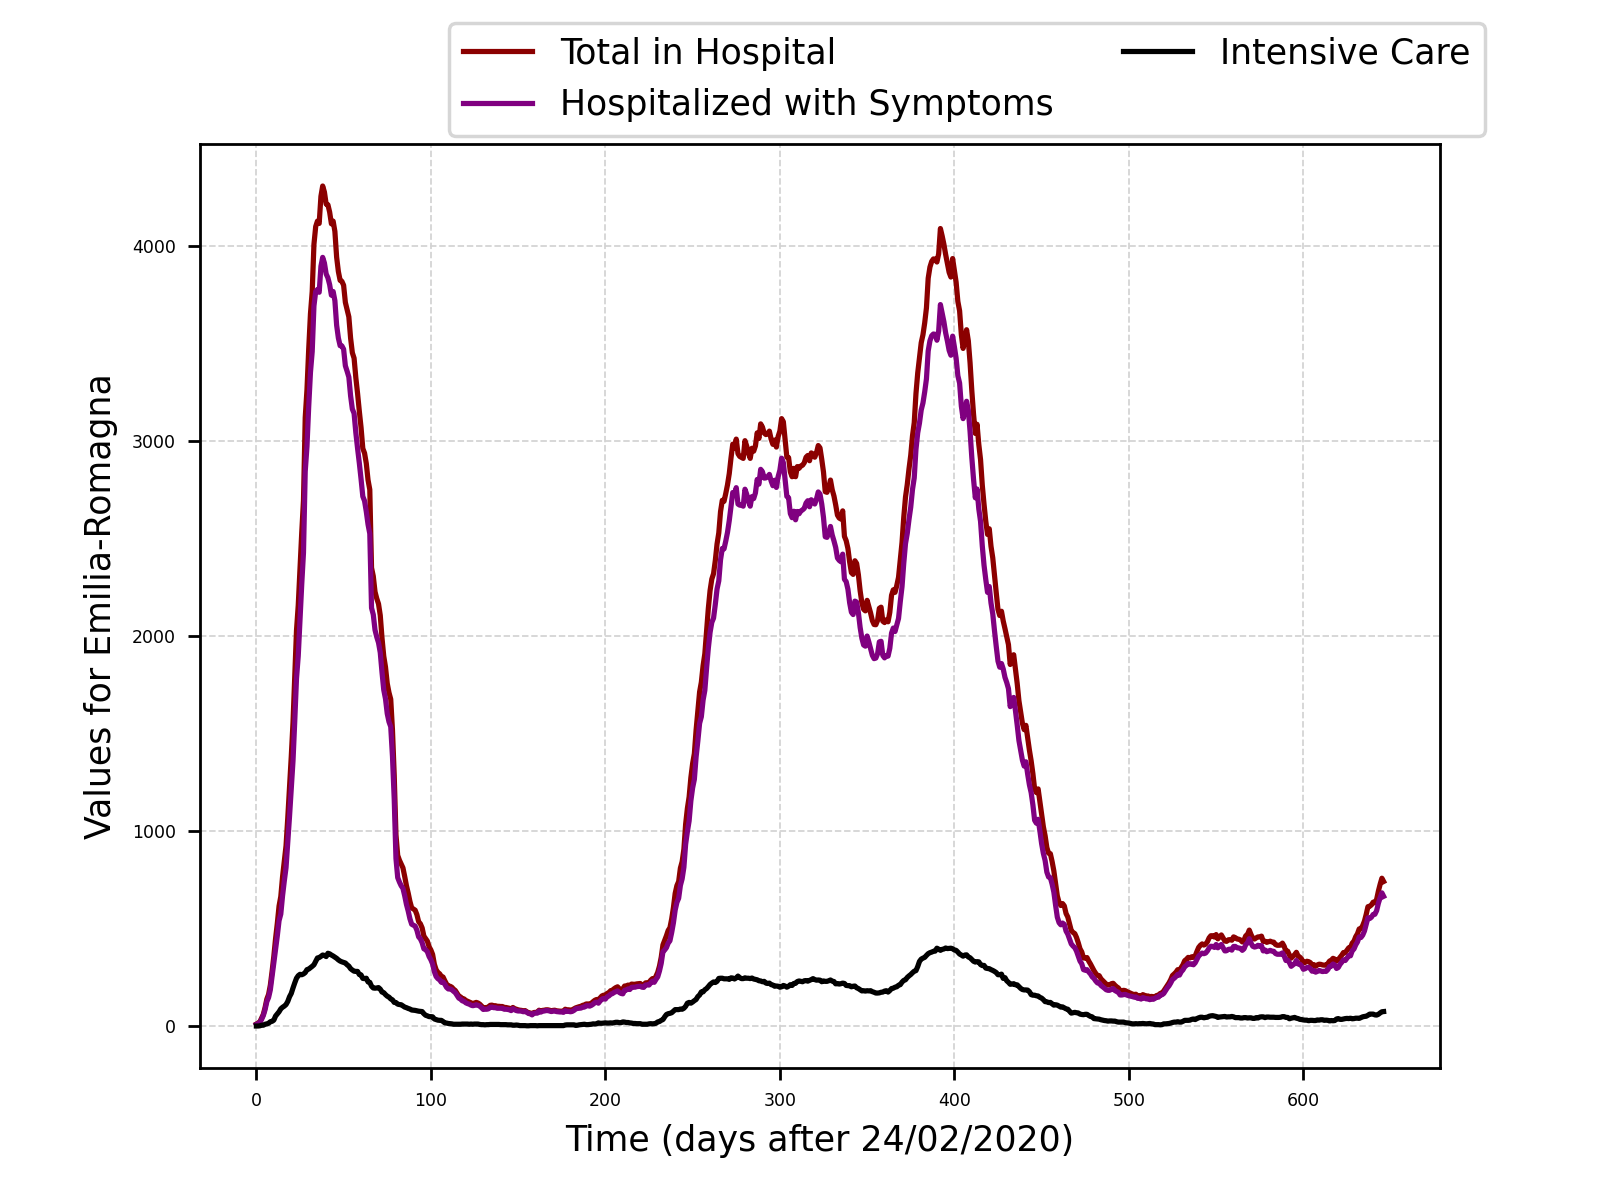 Total in Hospital
Hospitalized with Symptoms
Intensive Care
Values for Emilia-Romagna
4000
3000
2000
1000
0
0 100 200 300 400 500 600
Time (days after 24/02/2020)